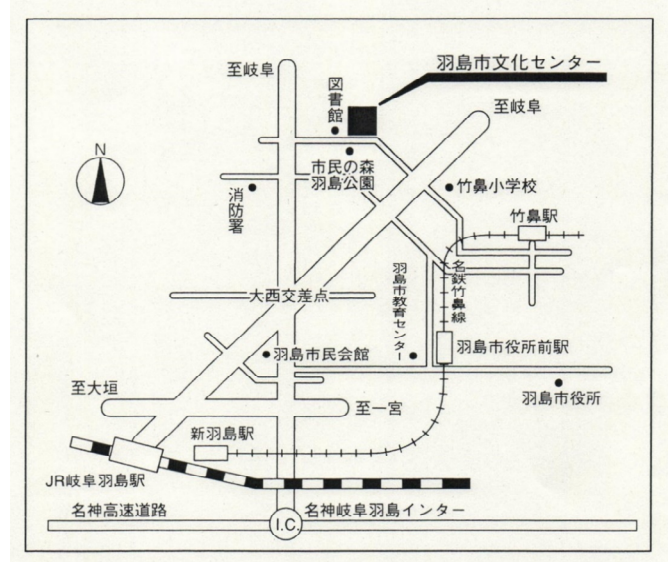 羽島市文化センター
至岐阜
図書館
至岐阜
N
市民の森
羽島公園
消防署
竹鼻小学校
竹鼻駅
名鉄竹鼻線
羽島市教育センター
大西交差点
羽島市民会館
羽島市役所前駅
至大垣
至一宮
羽島市役所
新羽島駅
JR岐阜羽島駅
名神高速道路
I.C.
名神岐阜羽島インター